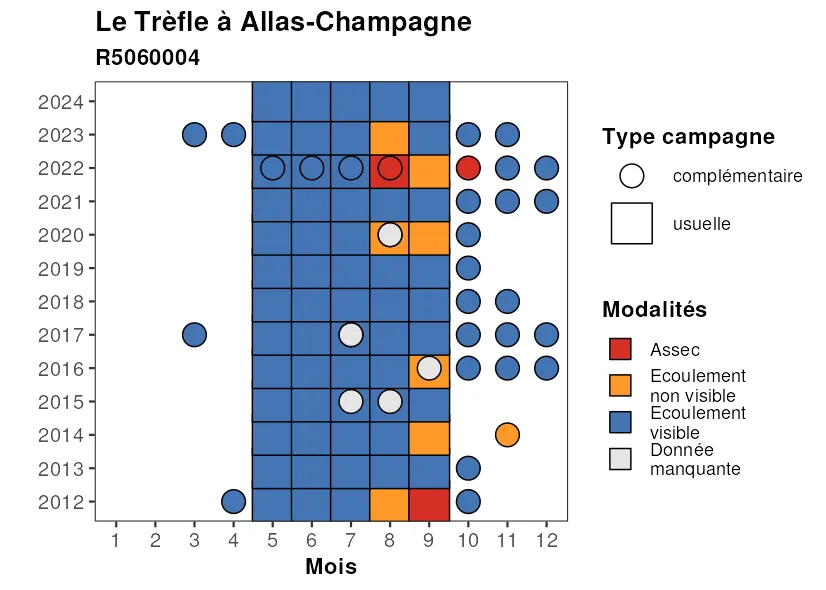 Le Trèfle à Allas-Champagne
R5060004
2024
2023
2022
2021
2020
2019
2018
2017
2016
2015
2014
2013
2012
1 2 3 4 5 6 7 8 9 10 11 12
Mois
Type campagne
complémentaire
usuelle
Modalités
Assec
Ecoulement
non visible
Ecoulement
visible
Donnée
manquante